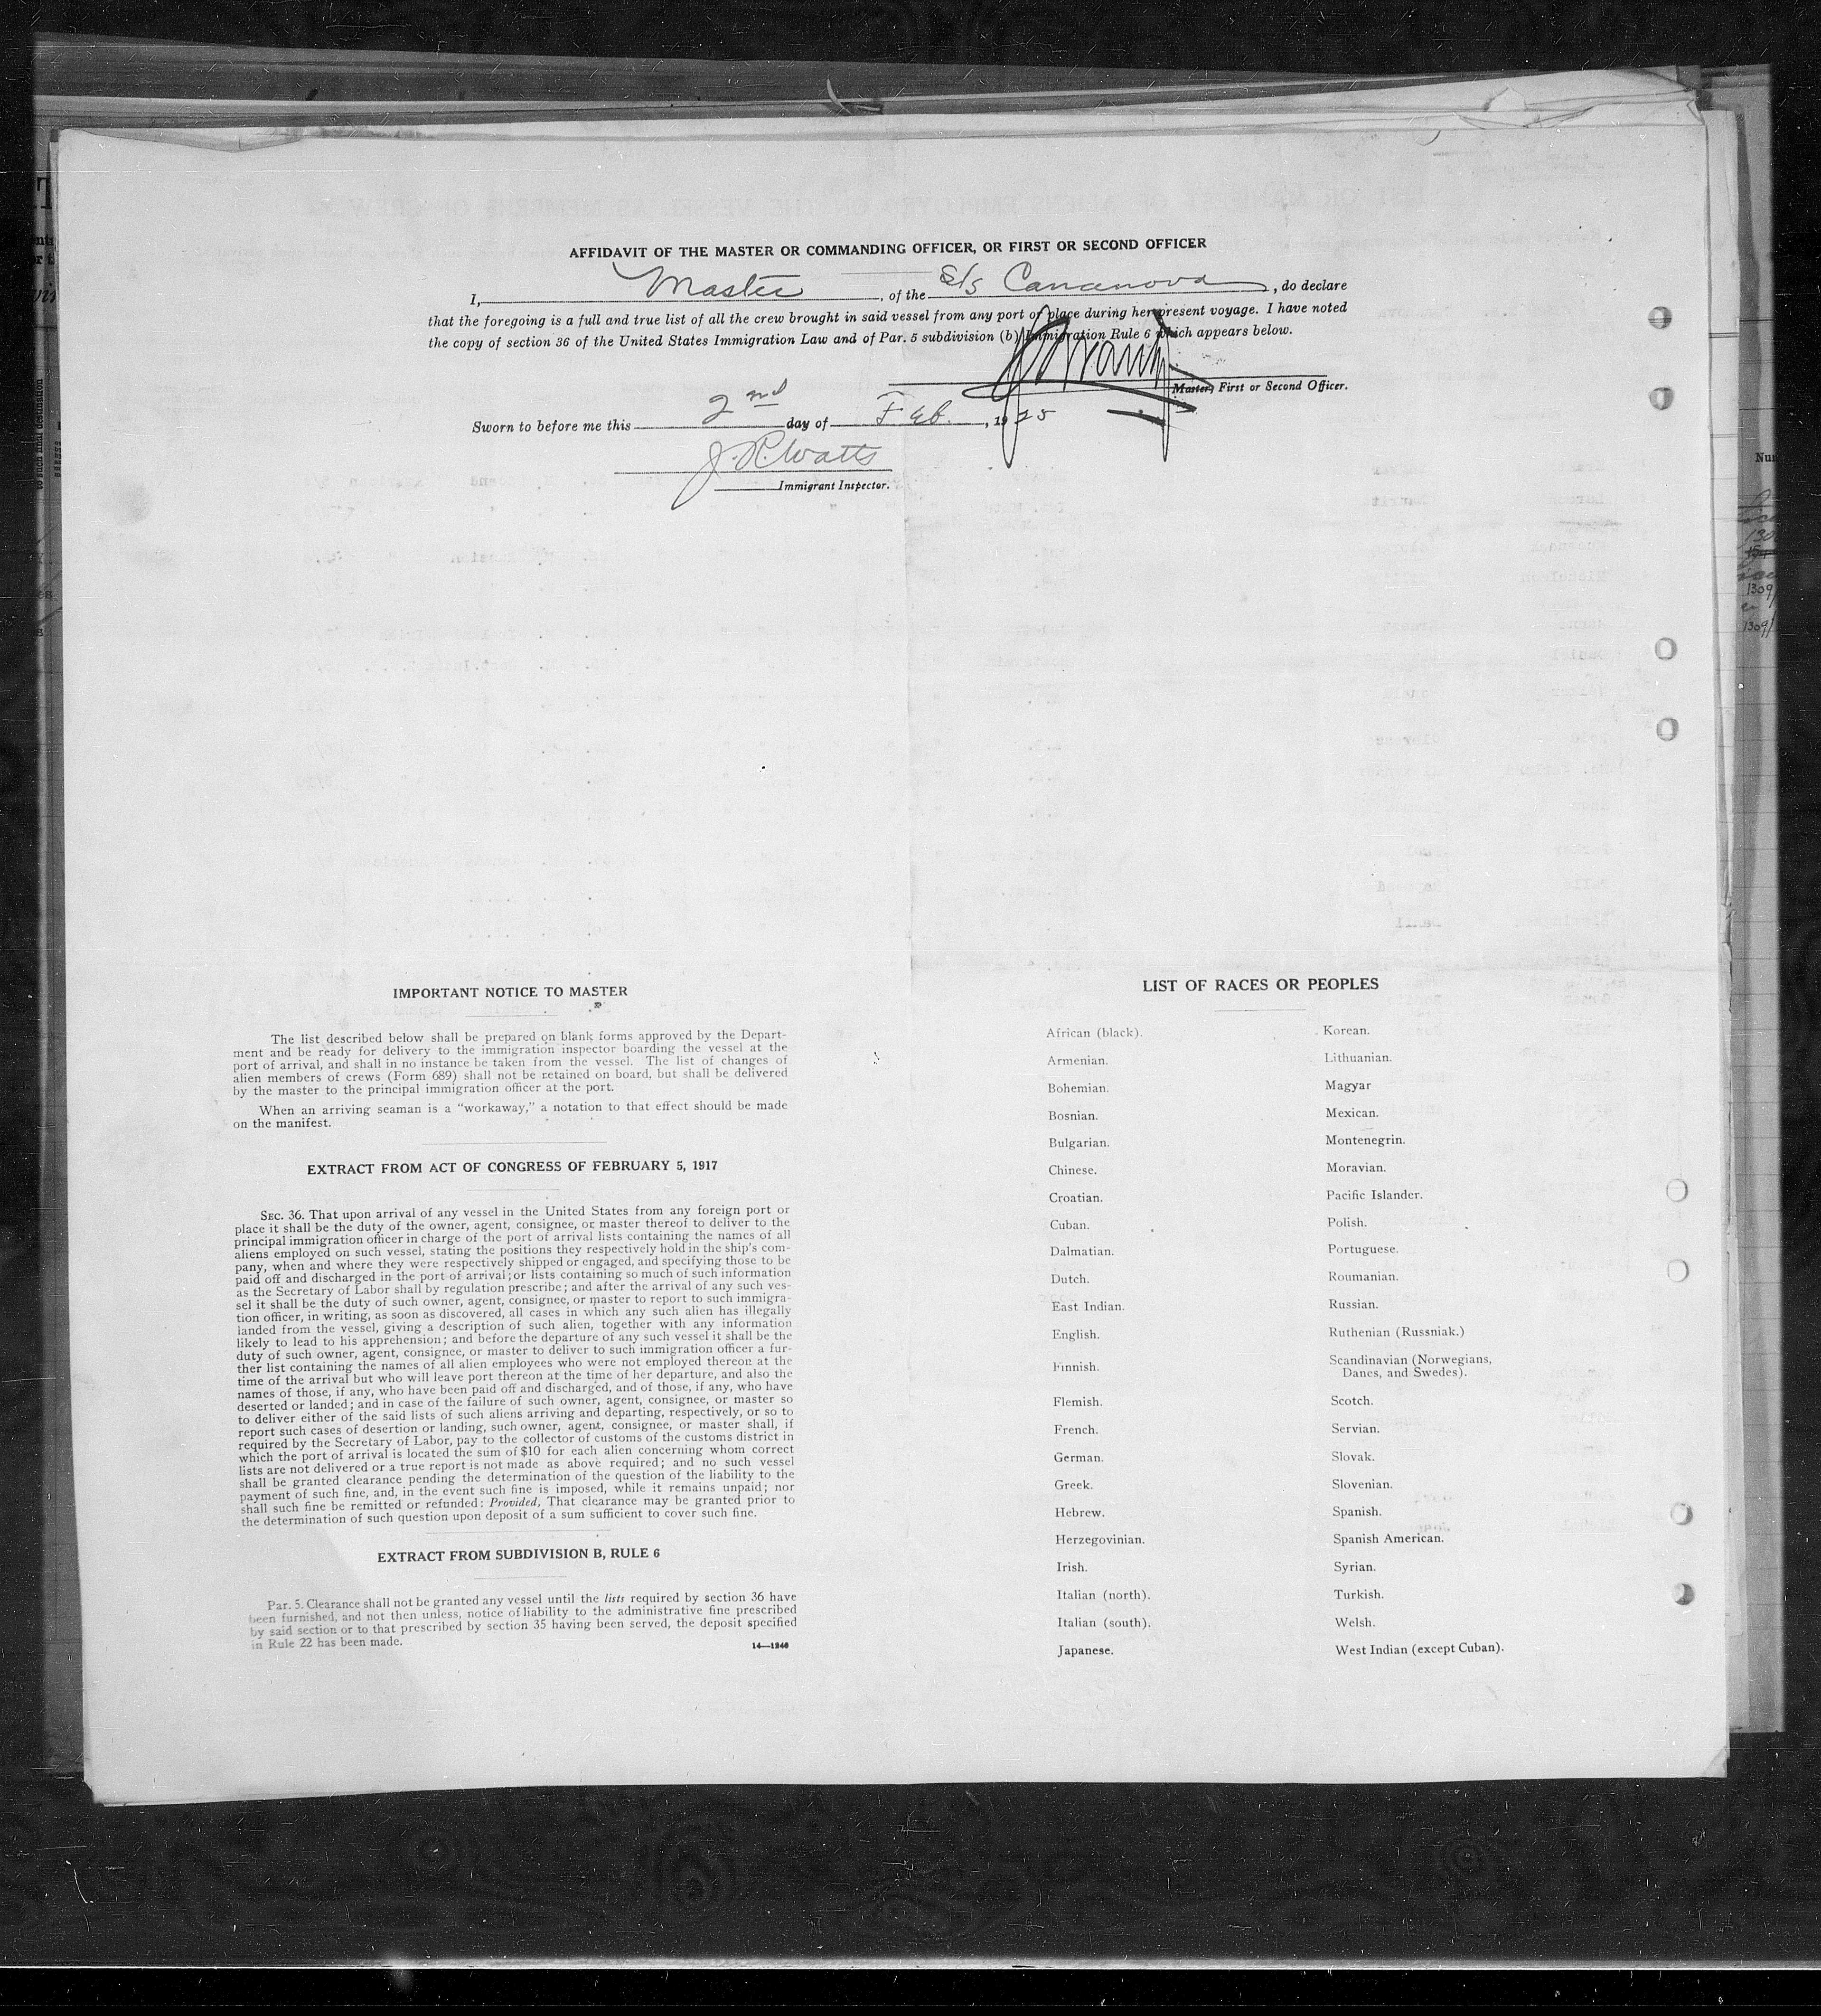 AFFIDAVIT OF THE MASTER OR COMMANDING OFFICER, OR FIRST OR SECOND OFFICER
I, Master, of the S/S Canonova, do declare
that the foregoing is a full and true list of all the crew brought in said vessel from any port or place during her present voyage. I have noted
the copy of section 36 of the United States Immigration Law and of Par. 5 subdivision (b) Immigration Rule 6 which appears below.
Master, First or Second Officer.
Sworn to before me this 2nd day of Feb., 1925
J. R. Watts
Immigrant Inspector.
IMPORTANT NOTICE TO MASTER
The list described below shall be prepared on blank forms approved by the Depart-
ment and be ready for delivery to the immigration inspector boarding the vessel at the
port of arrival, and shall in no instance be taken from the vessel. The list of changes of
alien members of crews (Form 689) shall not be retained on board, but shall be delivered
by the master to the principal immigration officer at the port.
When an arriving seaman is a "workaway," a notation to that effect should be made
on the manifest.
EXTRACT FROM ACT OF CONGRESS OF FEBRUARY 5, 1917
SEC. 36. That upon arrival of any vessel in the United States from any foreign port or
place it shall be the duty of the owner, agent, consignee, or master thereof to deliver to the
principal immigration officer in charge of the port of arrival lists containing the names of all
aliens employed on such vessel, stating the positions they respectively hold in the ship's com-
pany, when and where they were respectively shipped or engaged, and specifying those to be
paid off and discharged in the port of arrival; or lists containing so much of such information
as the Secretary of Labor shall by regulation prescribe; and after the arrival of any such ves-
sel it shall be the duty of such owner, agent, consignee, or master to report to such immigra-
tion officer, in writing, as soon as discovered, all cases in which any such alien has illegally
landed from the vessel, giving a description of such alien, together with any information
likely to lead to his apprehension; and before the departure of any such vessel it shall be the
duty of such owner, agent, consignee, or master to deliver to such immigration officer a fur-
ther list containing the names of all alien employees who were not employed thereon at the
time of the arrival but who will leave port thereon at the time of her departure, and also the
names of those, if any, who have been paid off and discharged, and of those, if any, who have
deserted or landed; and in case of the failure of such owner, agent, consignee, or master so
to deliver either of the said lists of such aliens arriving and departing, respectively, or so to
report such cases of desertion or landing, such owner, agent, consignee, or master shall, if
required by the Secretary of Labor, pay to the collector of customs of the customs district in
which the port of arrival is located the sum of $10 for each alien concerning whom correct
lists are not delivered or a true report is not made as above required; and no such vessel
shall be granted clearance pending the determination of the question of the liability to the
payment of such fine, and, in the event such fine is imposed, while it remains unpaid; nor
shall such fine be remitted or refunded: Provided, That clearance may be granted prior to
the determination of such question upon deposit of a sum sufficient to cover such fine.
EXTRACT FROM SUBDIVISION B, RULE 6
Par. 5. Clearance shall not be granted any vessel until the lists required by section 36 have
been furnished, and not then unless, notice of liability to the administrative fine prescribed
by said section or to that prescribed by section 35 having been served, the deposit specified
in Rule 22 has been made.
14—1240
LIST OF RACES OR PEOPLES
African (black).
Armenian.
Bohemian.
Bosnian.
Bulgarian.
Chinese.
Croatian.
Cuban.
Dalmatian.
Dutch.
East Indian.
English.
Finnish.
Flemish.
French.
German.
Greek.
Hebrew.
Herzegovinian.
Irish.
Italian (north).
Italian (south).
Japanese.
Korean.
Lithuanian.
Magyar
Mexican.
Montenegrin.
Moravian.
Pacific Islander.
Polish.
Portuguese.
Roumanian.
Russian.
Ruthenian (Russniak.)
Scandinavian (Norwegians,
Danes, and Swedes).
Scotch.
Servian.
Slovak.
Slovenian.
Spanish.
Spanish American.
Syrian.
Turkish.
Welsh.
West Indian (except Cuban).